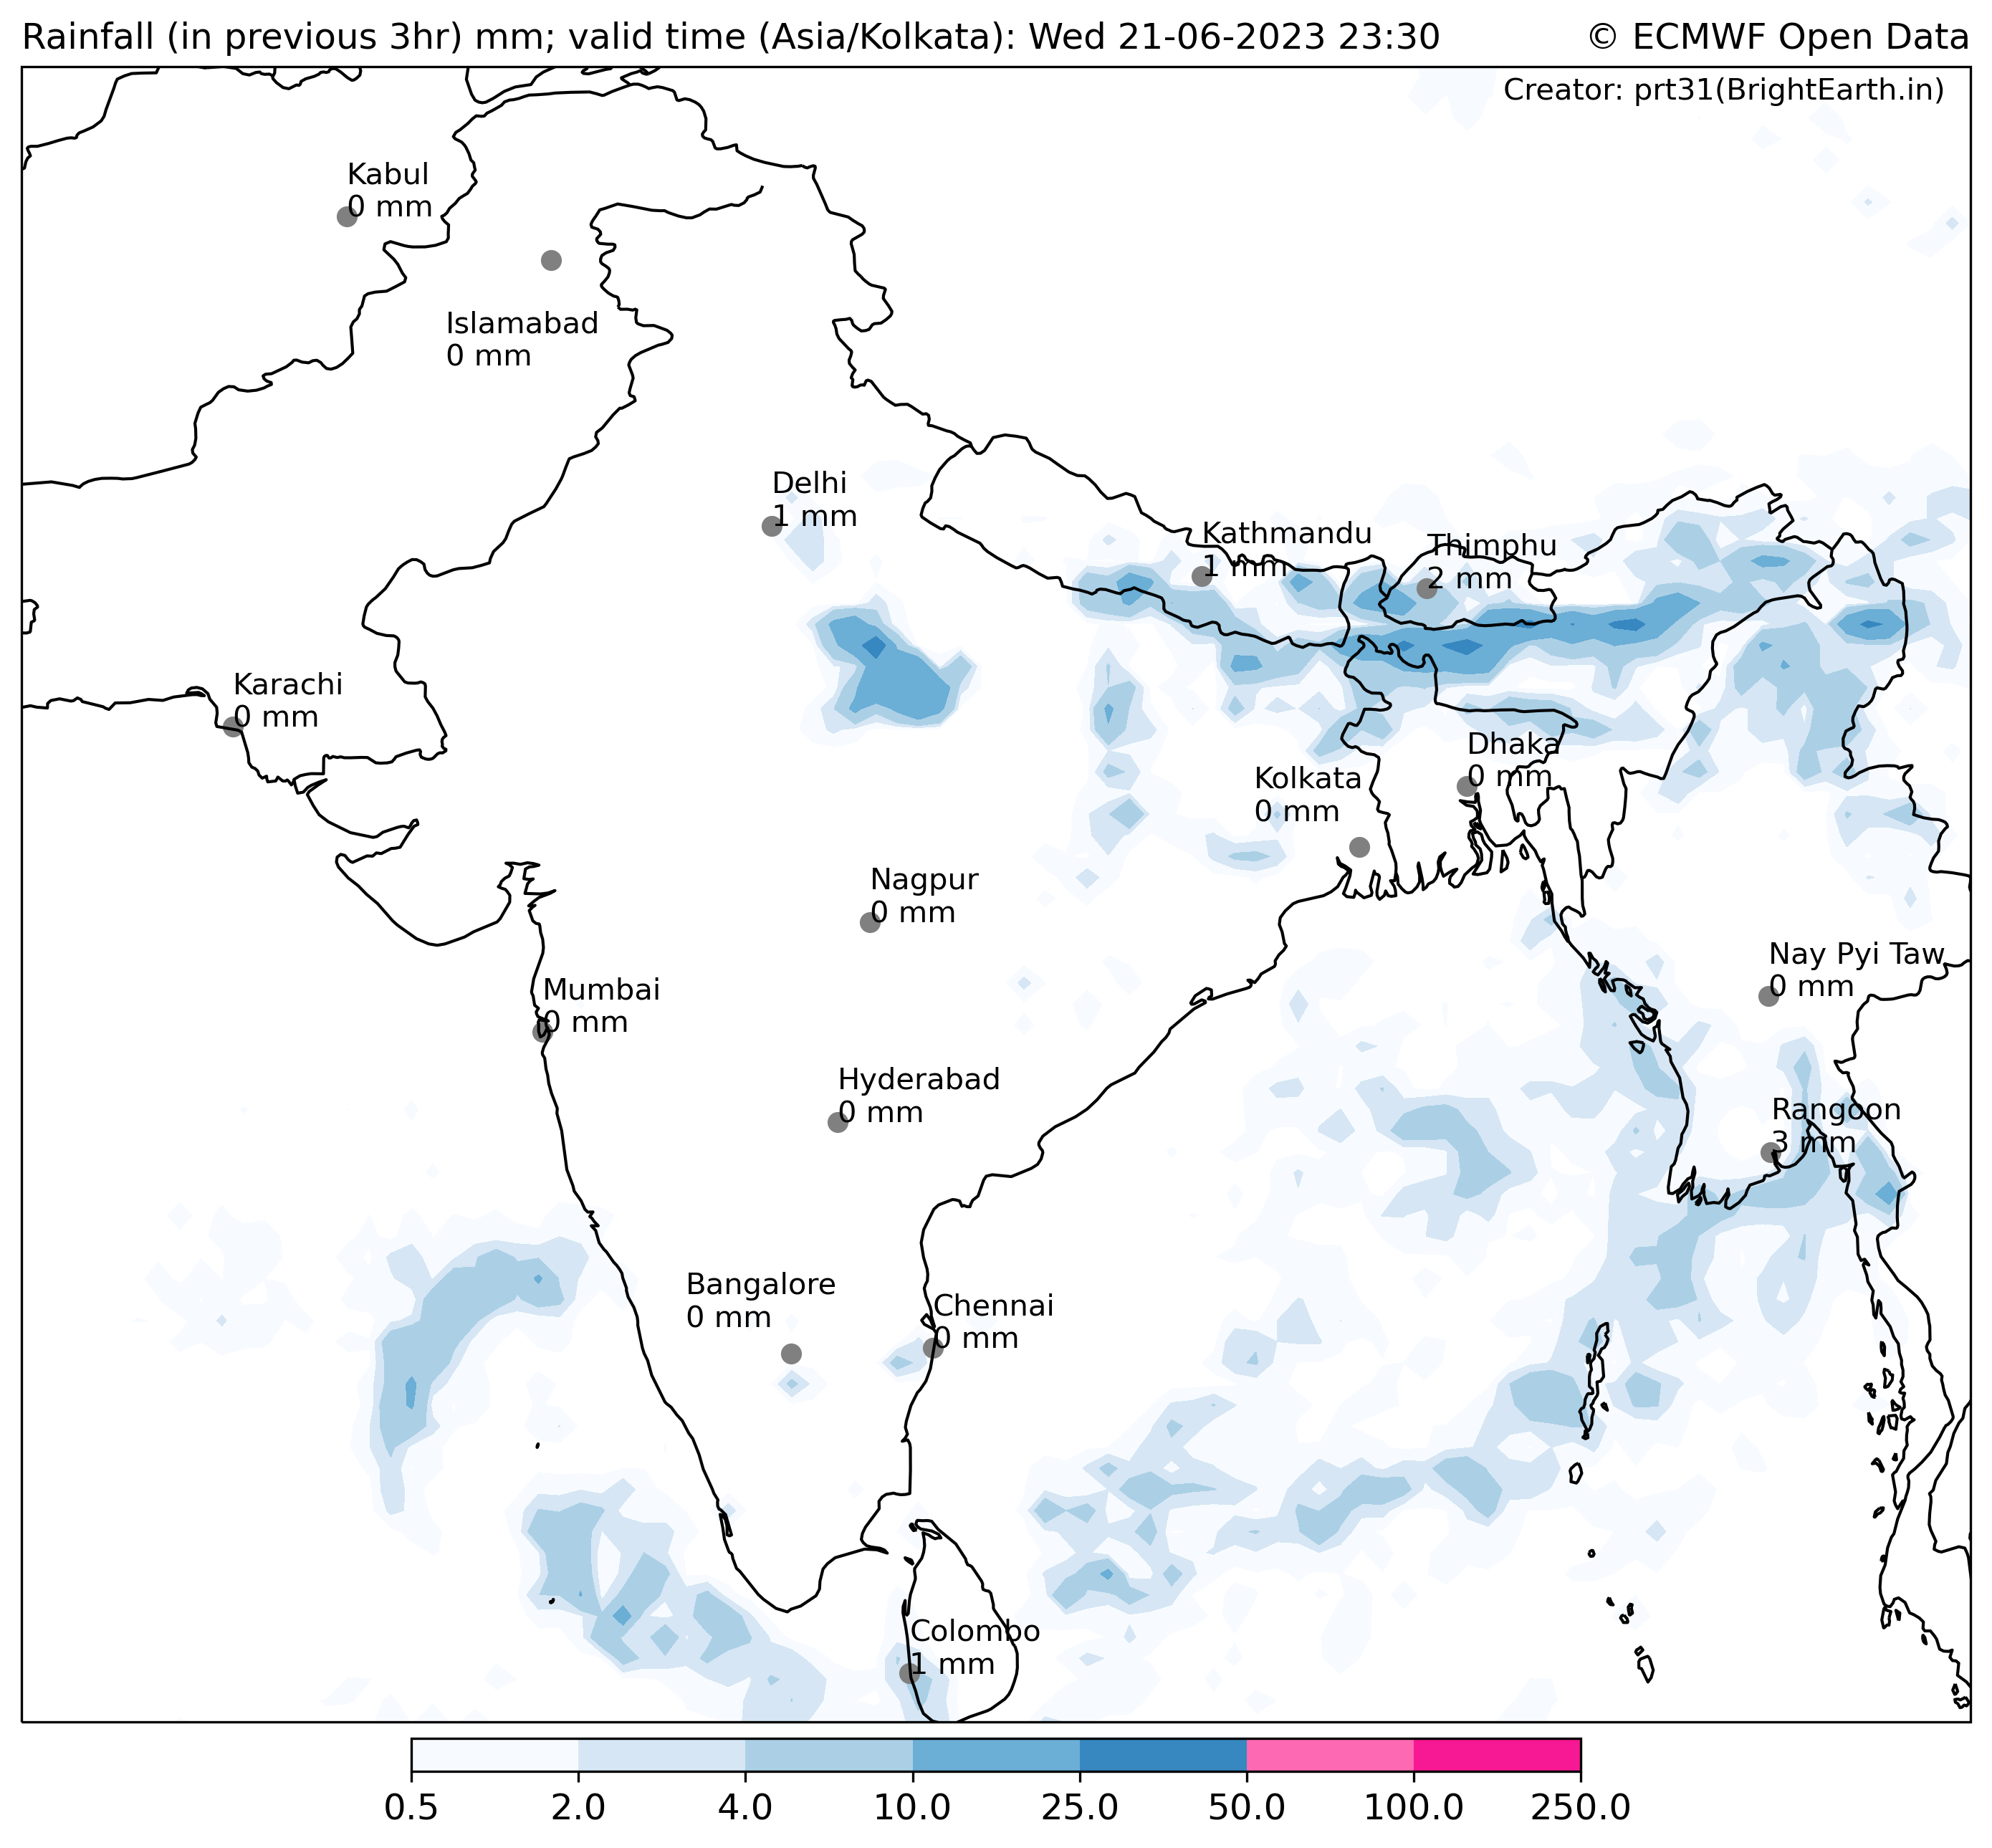 Rainfall (in previous 3hr) mm; valid time (Asia/Kolkata): Wed 21-06-2023 23:30 © ECMWF Open Data
Creator: prt31(BrightEarth.in)
Kabul
0 mm
Islamabad
0 mm
Delhi
1 mm
Kathmandu
1 mm
Thimphu
2 mm
Karachi
0 mm
Dhaka
0 mm
Kolkata
0 mm
Nagpur
0 mm
Nay Pyi Taw
0 mm
Mumbai
0 mm
Hyderabad
0 mm
Rangoon
3 mm
Bangalore
0 mm
Chennai
0 mm
Colombo
1 mm
0.5 2.0 4.0 10.0 25.0 50.0 100.0 250.0